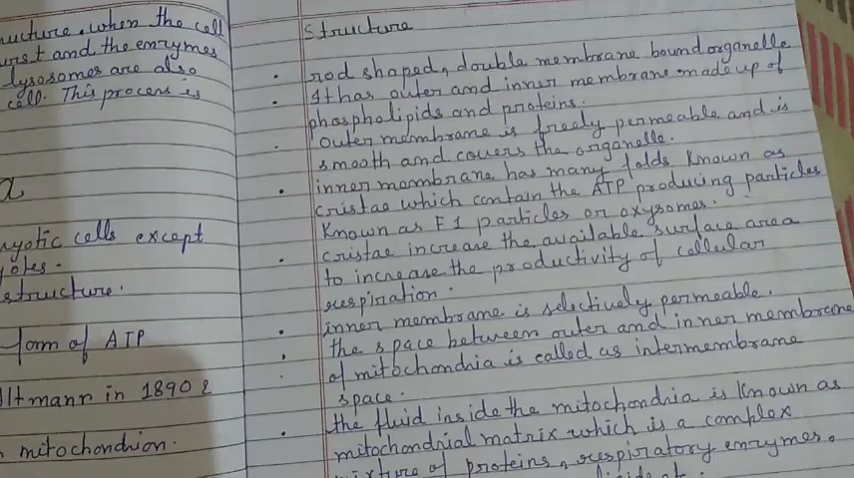 ructure. when the cell
urst and the enzymes
lysosomes are also
cell. This process is
a
ryotic cells except
structure.
form of ATP
ltmann in 1890 &
mitochondrion.
Structure
rod shaped, double membrane bound organelle
It has outer and inner membrane made up of
phospholipids and proteins.
outer membrane is freely permeable and is
smooth and covers the organelle.
inner membrane has many folds known as
cristae which contain the ATP producing particles
known as F1 particles or oxysomes.
cristae increase the available surface area
to increase the productivity of cellular
respiration.
inner membrane is selectively permeable.
the space between outer and inner membrane
of mitochondria is called as intermembrane
space.
the fluid inside the mitochondria is known as
mitochondrial matrix which is a complex
mixture of proteins, respiratory enzymes,